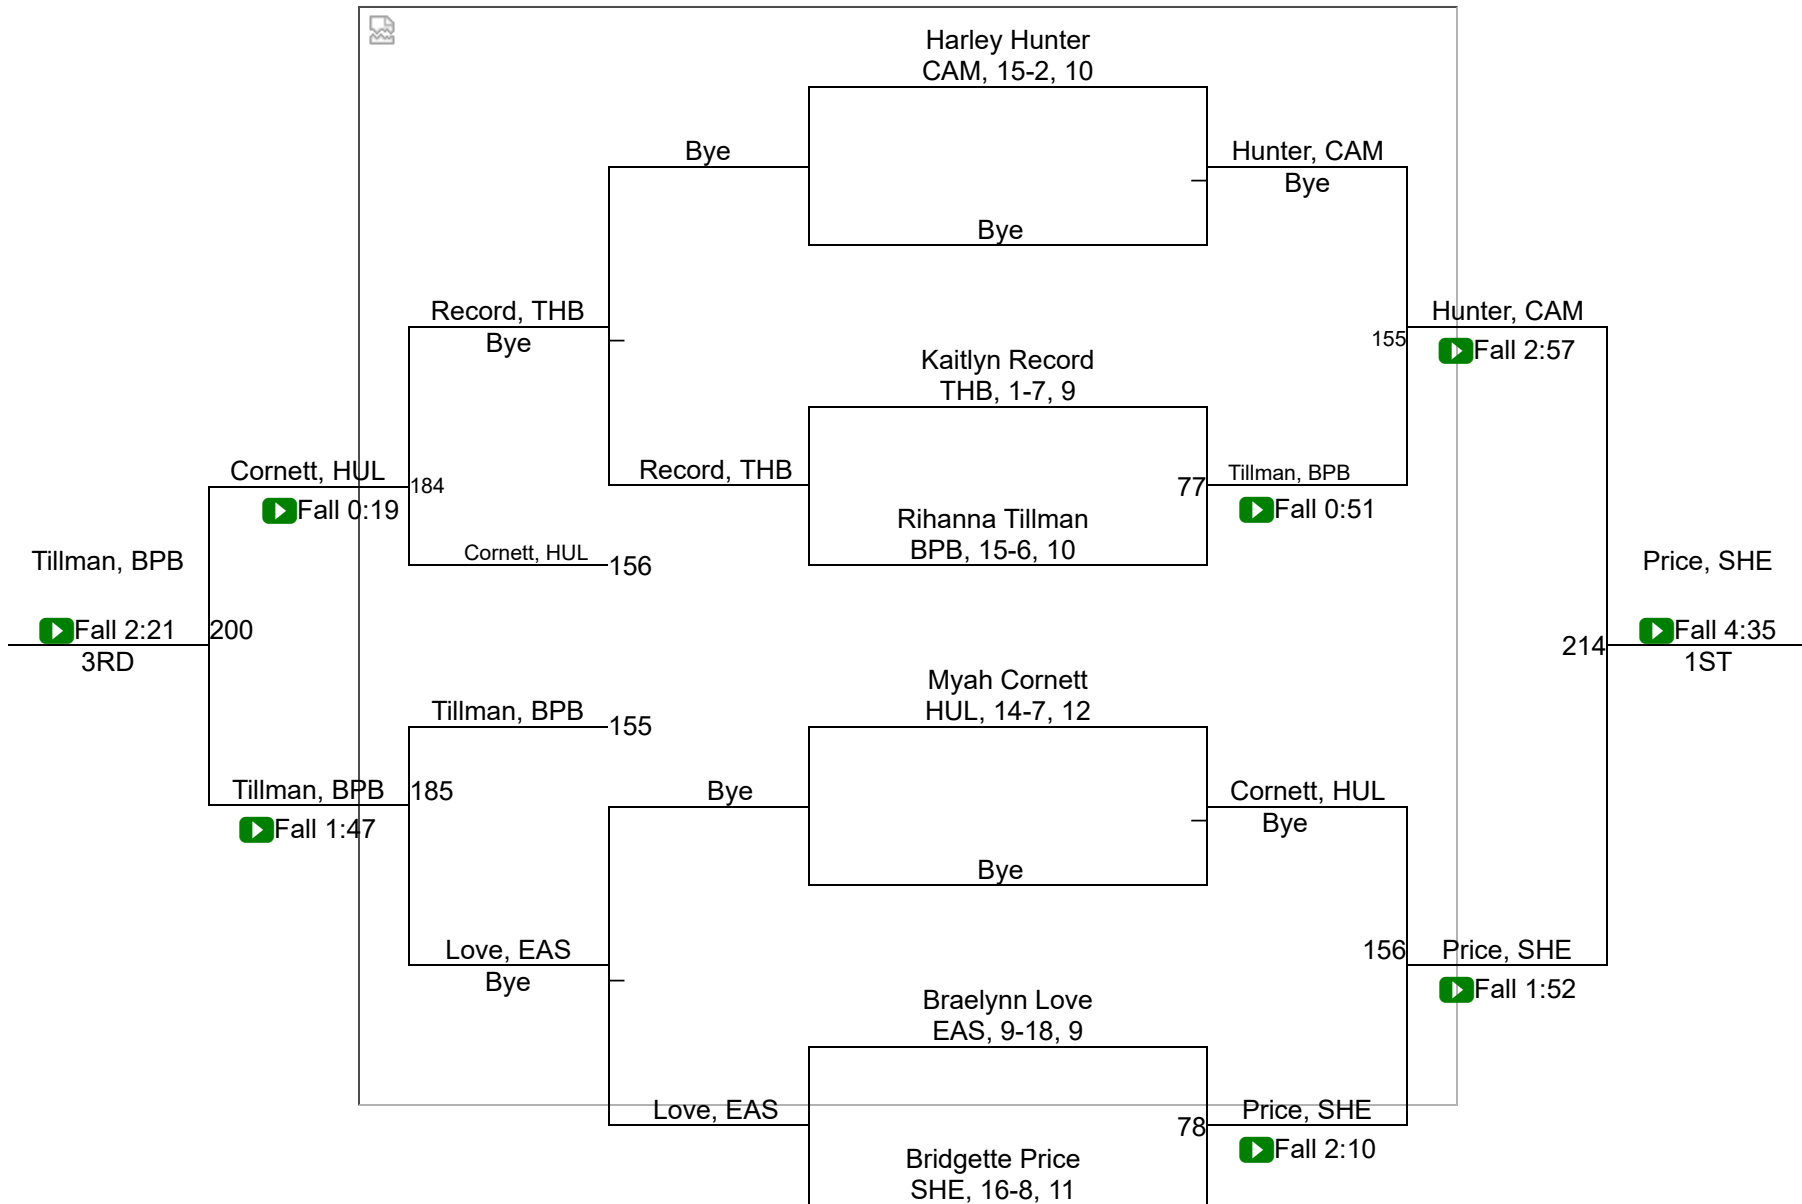 Harley Hunter
CAM, 15-2, 10
Bye
Hunter, CAM
Bye
Bye
Record, THB
Bye
Hunter, CAM
155
Fall 2:57
Kaitlyn Record
THB, 1-7, 9
Cornett, HUL
184
Fall 0:19
Record, THB
77
Tillman, BPB
Fall 0:51
Rihanna Tillman
BPB, 15-6, 10
Cornett, HUL
156
Tillman, BPB
Fall 2:21
3RD
200
Price, SHE
214
Fall 4:35
1ST
Myah Cornett
HUL, 14-7, 12
Tillman, BPB
155
Tillman, BPB
185
Fall 1:47
Bye
Cornett, HUL
Bye
Bye
Love, EAS
Bye
156
Price, SHE
Fall 1:52
Braelynn Love
EAS, 9-18, 9
Love, EAS
78
Price, SHE
Fall 2:10
Bridgette Price
SHE, 16-8, 11